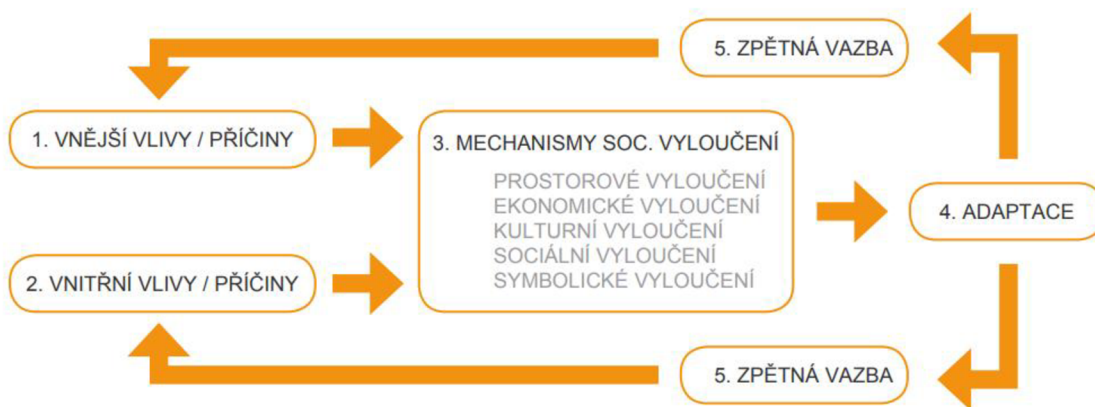 5. ZPĚTNÁ VAZBA
1. VNĚJŠÍ VLIVY / PŘÍČINY
3. MECHANISMY SOC. VYLOUČENÍ
PROSTOROVÉ VYLOUČENÍ
EKONOMICKÉ VYLOUČENÍ
KULTURNÍ VYLOUČENÍ
SOCIÁLNÍ VYLOUČENÍ
SYMBOLICKÉ VYLOUČENÍ
4. ADAPTACE
2. VNITŘNÍ VLIVY / PŘÍČINY
5. ZPĚTNÁ VAZBA